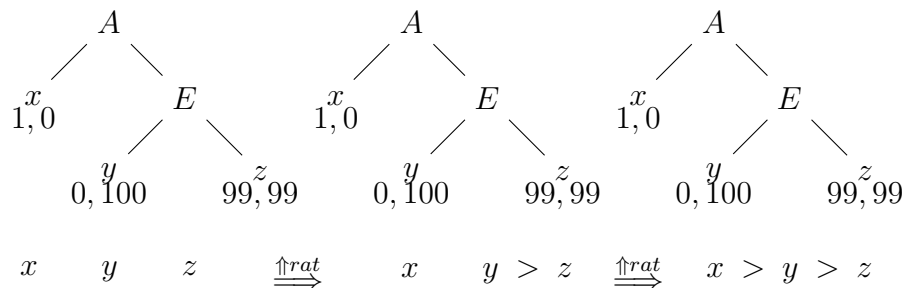 A A A
x E x E x E
1, 0 1, 0 1, 0
y z y z y z
0, 100 99, 99 0, 100 99, 99 0, 100 99, 99
x y z ⇑rat ⟹ x y > z ⇑rat ⟹ x > y > z